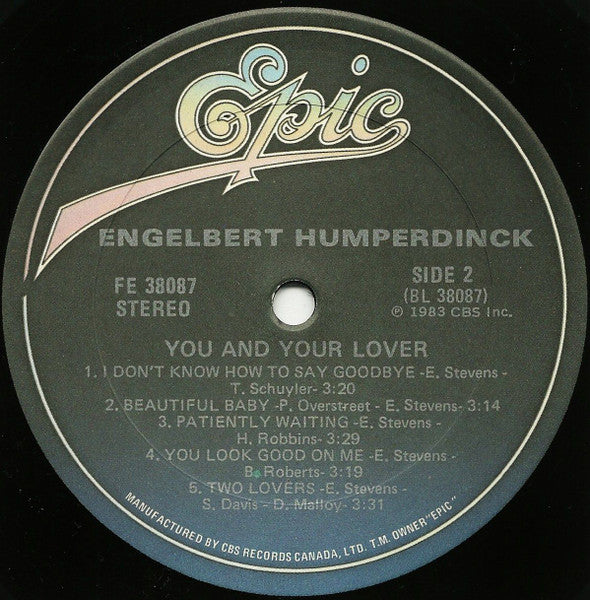 Epic
ENGELBERT HUMPERDINCK
FE 38087
STEREO
SIDE 2
(BL 38087)
℗ 1983 CBS Inc.
YOU AND YOUR LOVER
1. I DON'T KNOW HOW TO SAY GOODBYE -E. Stevens -
T. Schuyler- 3:20
2. BEAUTIFUL BABY -P. Overstreet - E. Stevens- 3:14
3. PATIENTLY WAITING -E. Stevens -
H. Robbins- 3:29
4. YOU LOOK GOOD ON ME -E. Stevens -
B. Roberts- 3:19
5. TWO LOVERS -E. Stevens -
S. Davis - D. Malloy- 3:31
MANUFACTURED BY CBS RECORDS CANADA, LTD. T.M. OWNER "EPIC"